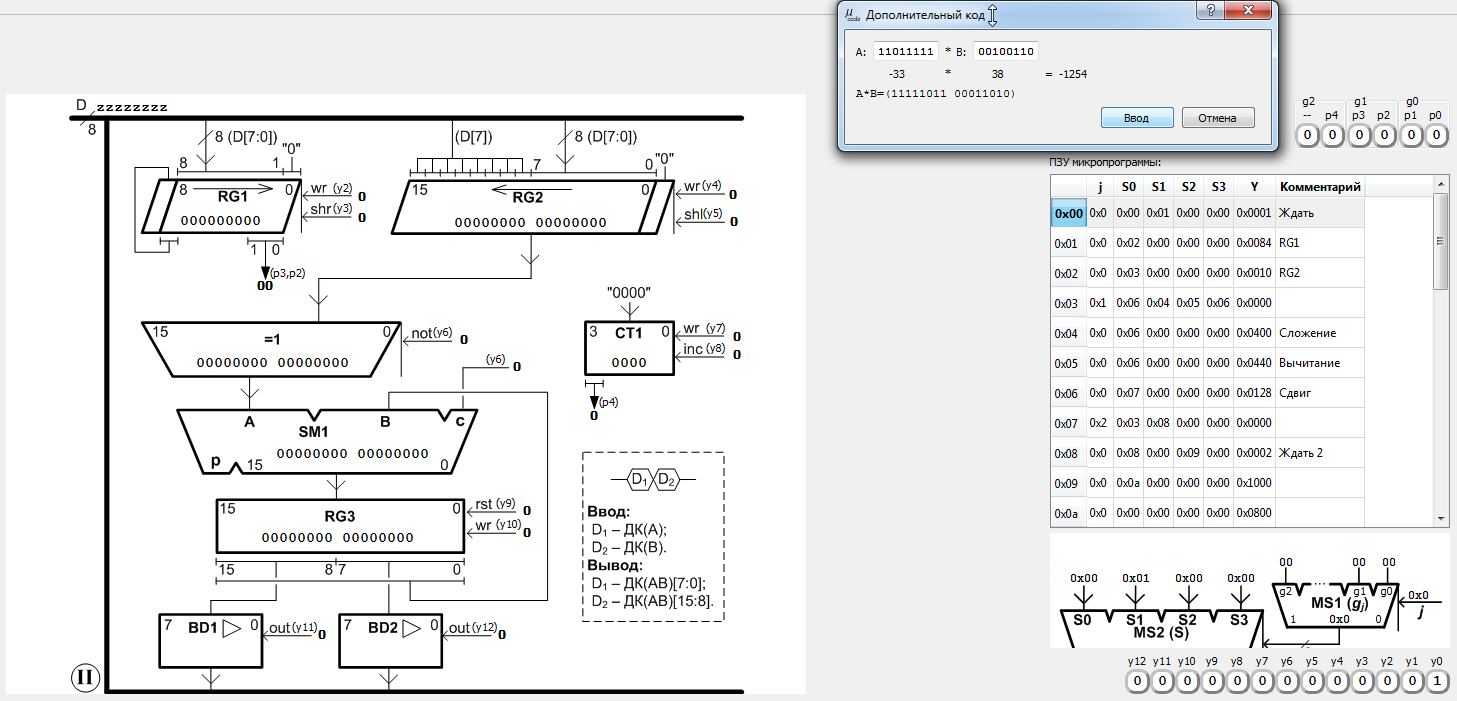 μ code Дополнительный код ? X
A: 11011111 * B: 00100110
-33 * 38 = -1254
A*B=(11111011 00011010)
Ввод Отмена
D zzzzzzzz
8
8 (D[7:0]) "0"
8 1
8 RG1 0
000000000
wr (y2) 0
shr(y3) 0
1 0
(p3,p2)
00
(D[7]) 8 (D[7:0])
7 0 "0"
15 RG2 0
00000000 00000000
wr(y4) 0
shl(y5) 0
15 =1 0
00000000 00000000
not(y6) 0
(y6) 0
"0000"
3 CT1 0
0000
wr (y7) 0
inc (y8) 0
(p4)
0
A B c
SM1
00000000 00000000
p 15 0
15 RG3 0
00000000 00000000
rst (y9) 0
wr (y10) 0
15 8 7 0
7 BD1 0
out(y11) 0
7 BD2 0
out(y12) 0
II
D1 D2
Ввод:
D1 – ДК(A);
D2 – ДК(B).
Вывод:
D1 – ДК(AB)[7:0];
D2 – ДК(AB)[15:8].
g2 g1 g0
-- p4 p3 p2 p1 p0
0 0 0 0 0 0
ПЗУ микропрограммы:
j S0 S1 S2 S3 Y Комментарий
0x00 0x0 0x00 0x01 0x00 0x00 0x0001 Ждать
0x01 0x0 0x02 0x00 0x00 0x00 0x0084 RG1
0x02 0x0 0x03 0x00 0x00 0x00 0x0010 RG2
0x03 0x1 0x06 0x04 0x05 0x06 0x0000
0x04 0x0 0x06 0x00 0x00 0x00 0x0400 Сложение
0x05 0x0 0x06 0x00 0x00 0x00 0x0440 Вычитание
0x06 0x0 0x07 0x00 0x00 0x00 0x0128 Сдвиг
0x07 0x2 0x03 0x08 0x00 0x00 0x0000
0x08 0x0 0x08 0x00 0x09 0x00 0x0002 Ждать 2
0x09 0x0 0x0a 0x00 0x00 0x00 0x1000
0x0a 0x0 0x00 0x00 0x00 0x00 0x0800
0x00 0x01 0x00 0x00
S0 S1 S2 S3
MS2 (S)
00 00 00
g2 ... g1 g0
MS1 (gj)
1 0x0 0
0x0
j
y12 y11 y10 y9 y8 y7 y6 y5 y4 y3 y2 y1 y0
0 0 0 0 0 0 0 0 0 0 0 0 1